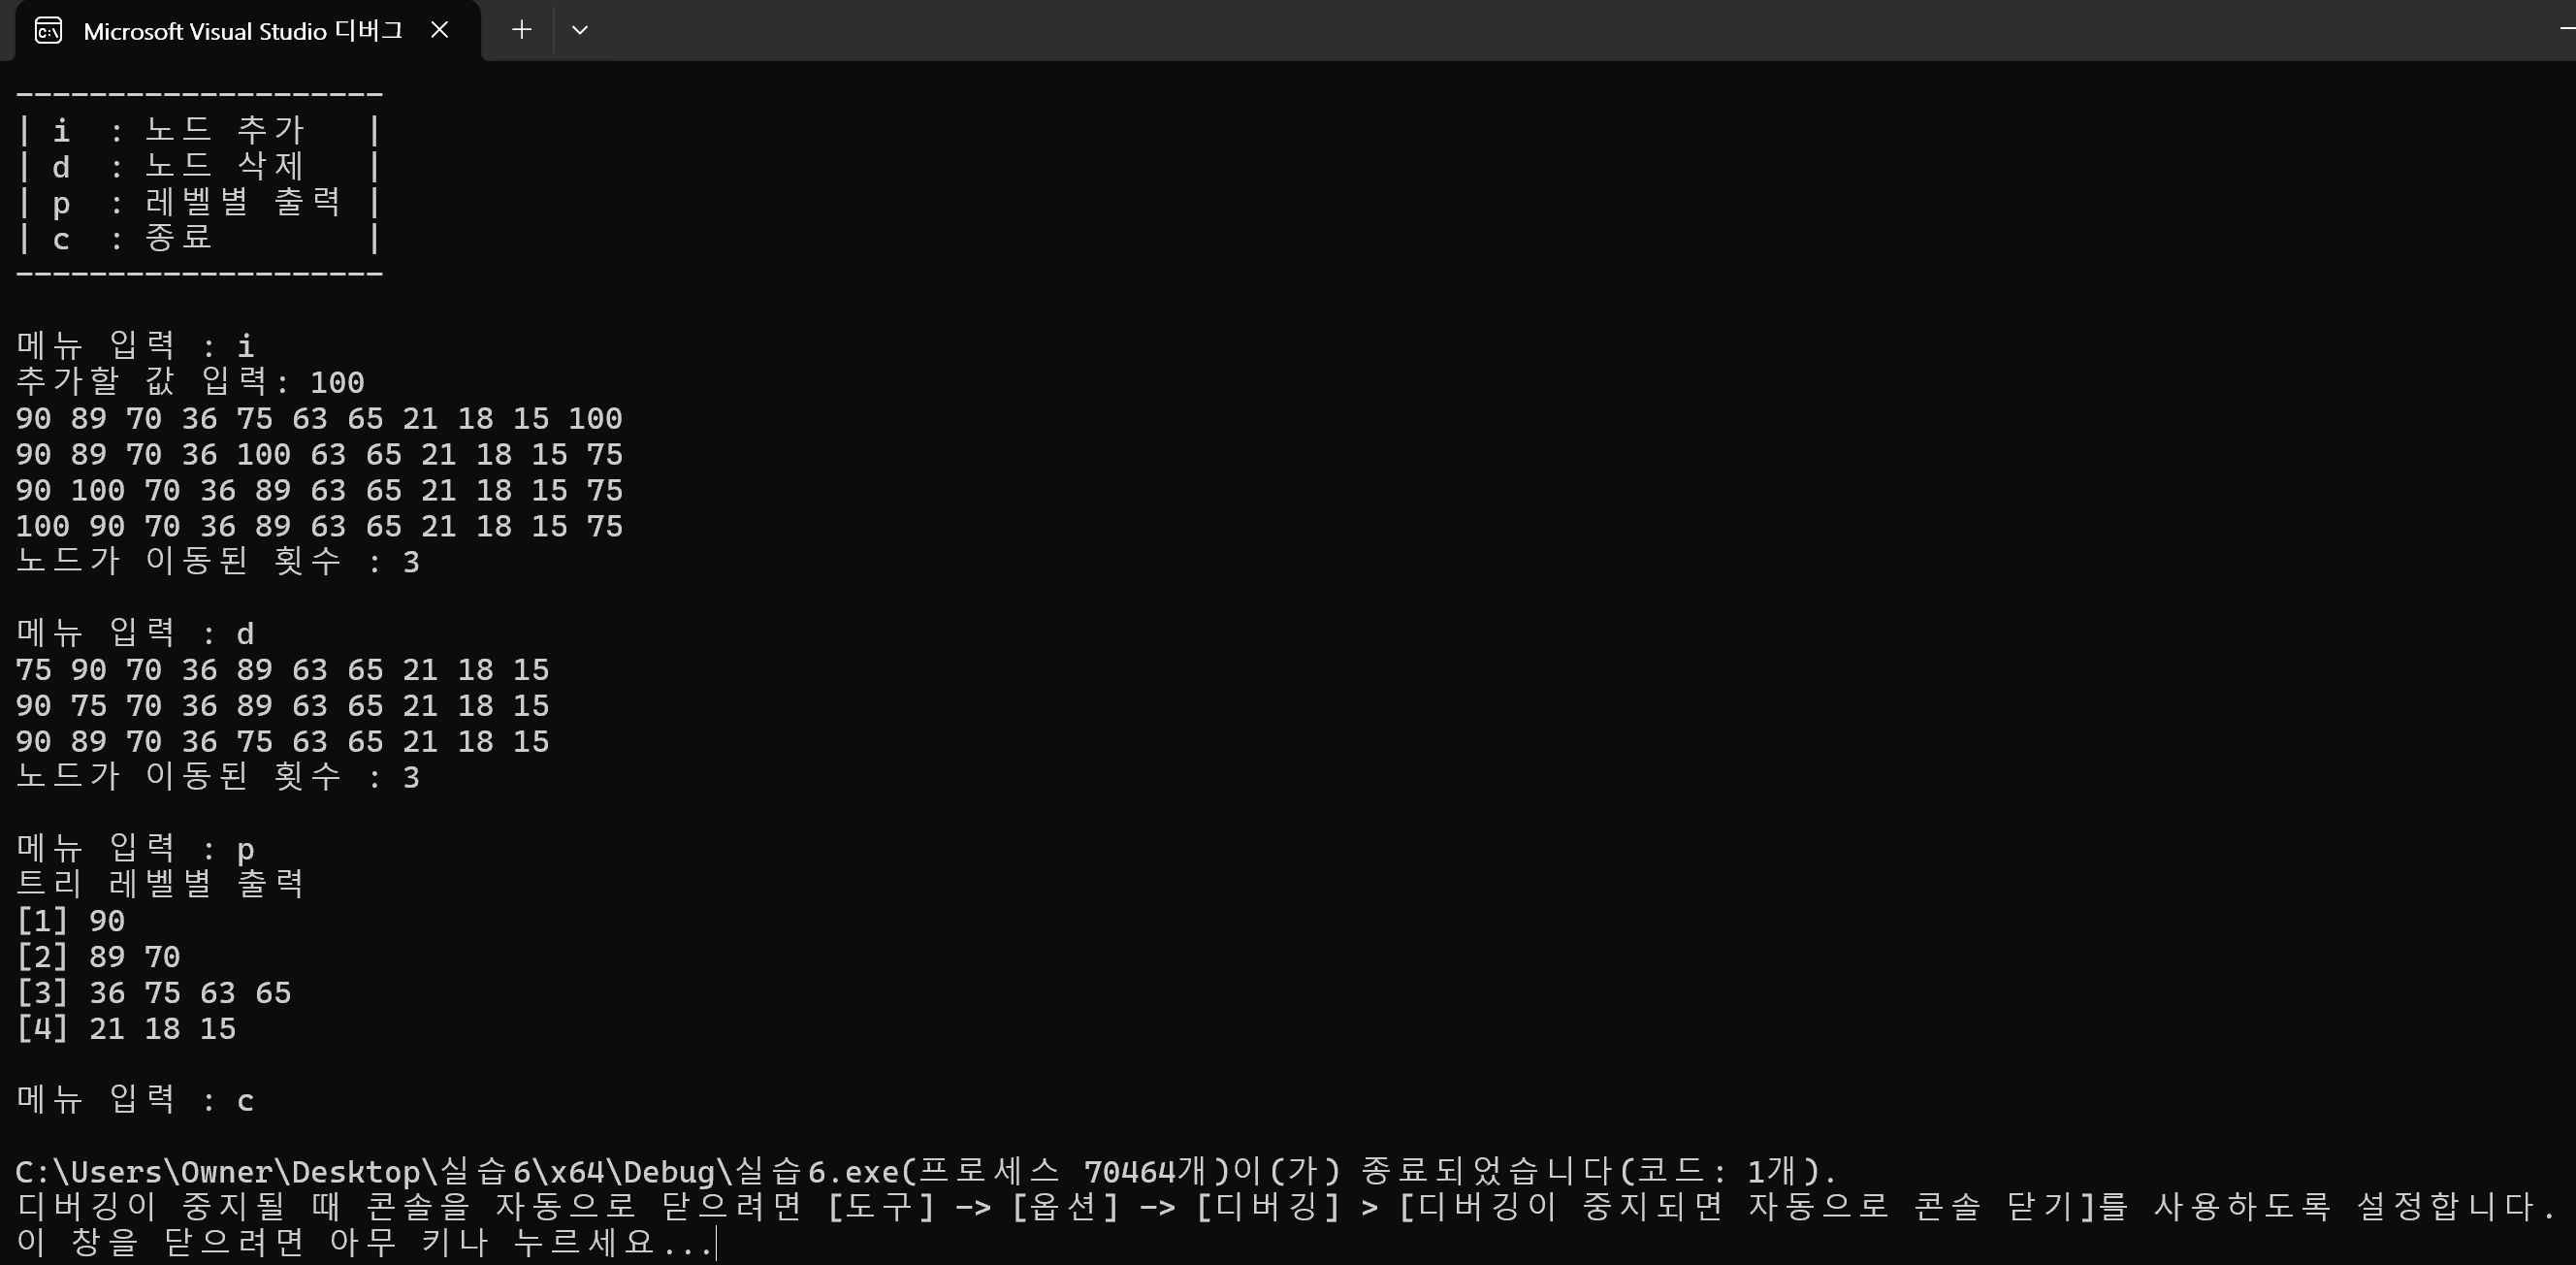 Microsoft Visual Studio 디버그
--------------------
| i  : 노드 추가   |
| d  : 노드 삭제   |
| p  : 레벨별 출력 |
| c  : 종료        |
--------------------
메뉴 입력 : i
추가할 값 입력: 100
90 89 70 36 75 63 65 21 18 15 100
90 89 70 36 100 63 65 21 18 15 75
90 100 70 36 89 63 65 21 18 15 75
100 90 70 36 89 63 65 21 18 15 75
노드가 이동된 횟수 : 3
메뉴 입력 : d
75 90 70 36 89 63 65 21 18 15
90 75 70 36 89 63 65 21 18 15
90 89 70 36 75 63 65 21 18 15
노드가 이동된 횟수 : 3
메뉴 입력 : p
트리 레벨별 출력
[1] 90
[2] 89 70
[3] 36 75 63 65
[4] 21 18 15
메뉴 입력 : c
C:\Users\Owner\Desktop\실습6\x64\Debug\실습6.exe(프로세스 70464개)이(가) 종료되었습니다(코드: 1개).
디버깅이 중지될 때 콘솔을 자동으로 닫으려면 [도구] -> [옵션] -> [디버깅] > [디버깅이 중지되면 자동으로 콘솔 닫기]를 사용하도록 설정합니다.
이 창을 닫으려면 아무 키나 누르세요...